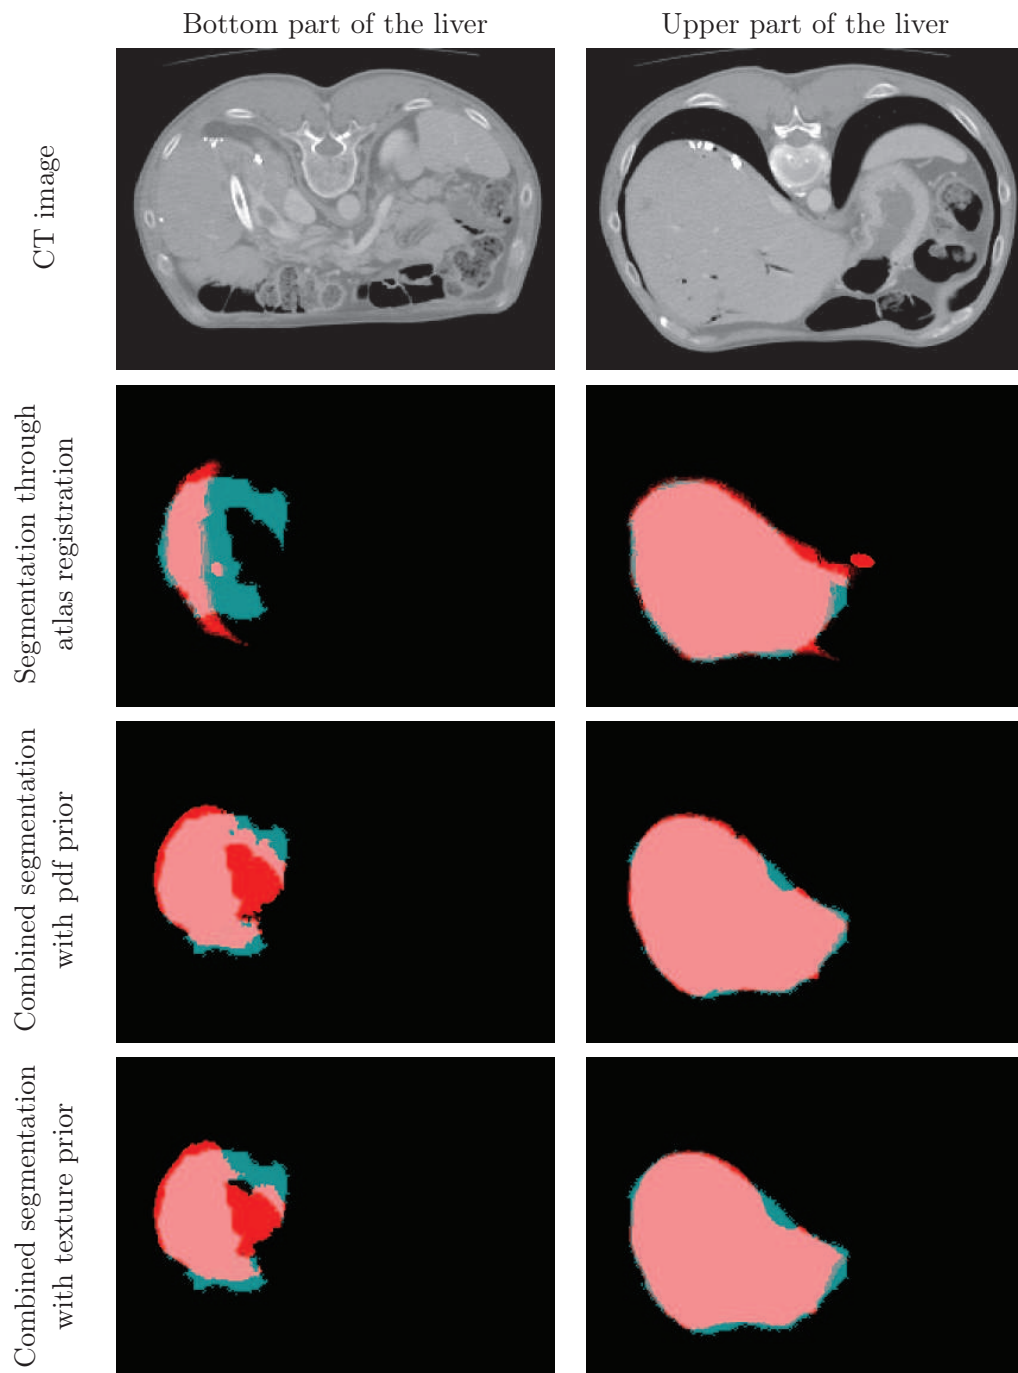 Bottom part of the liver
Upper part of the liver
CT image
Segmentation through
atlas registration
Combined segmentation
with pdf prior
Combined segmentation
with texture prior